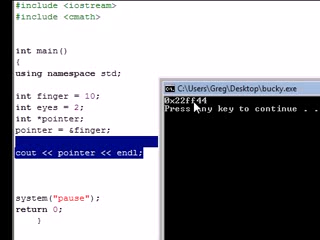 #include <iostream>
#include <cmath>
int main()
{
using namespace std;
int finger = 10;
int eyes = 2;
int *pointer;
pointer = &finger;
cout << pointer << endl;
system("pause");
return 0;
}
C:\Users\Greg\Desktop\bucky.exe
0x22ff44
Press any key to continue . .